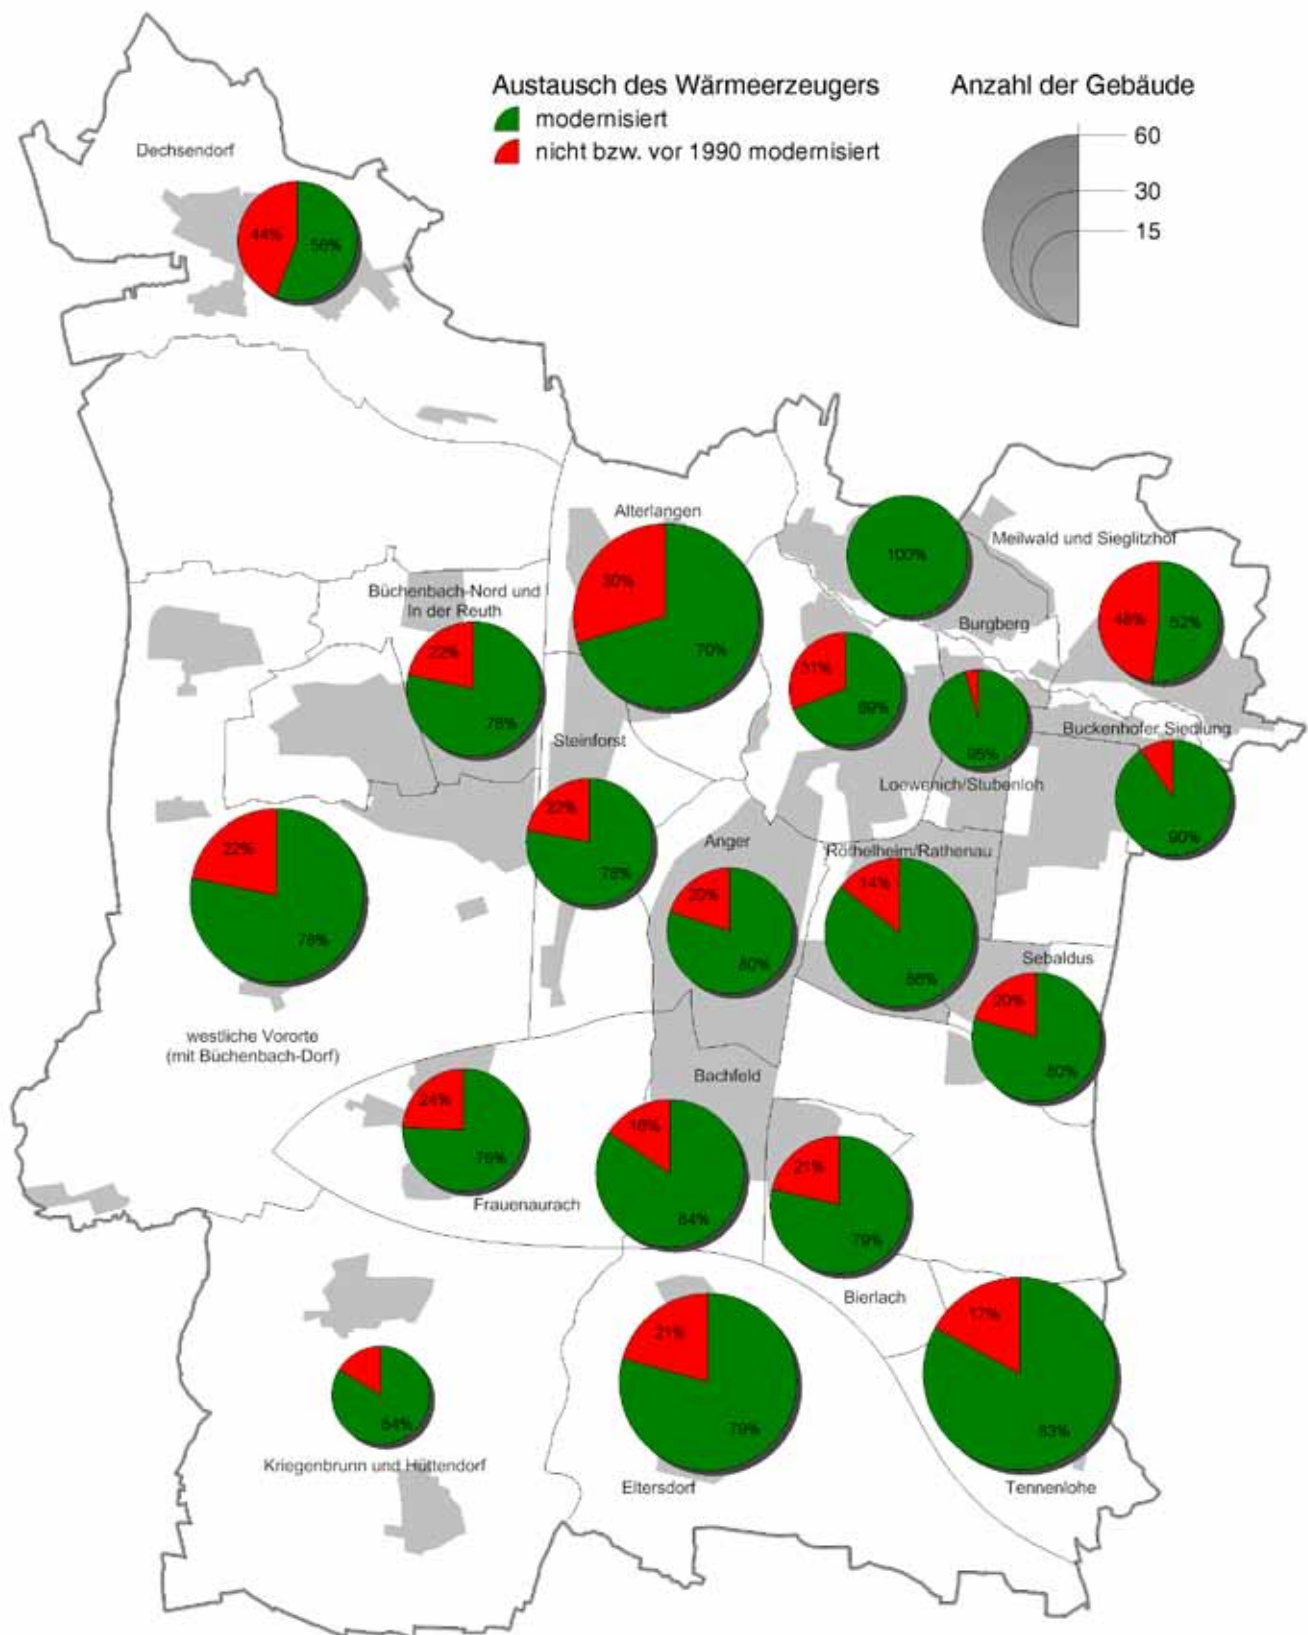 Austausch des Wärmeerzeugers
modernisiert
nicht bzw. vor 1990 modernisiert
Anzahl der Gebäude
60
30
15
Dechsendorf
44%
56%
Alterlangen
30%
70%
100%
Burgberg
Meilwald und Sieglitzhof
48%
52%
Büchenbach-Nord und
In der Reuth
22%
78%
31%
69%
95%
Loewenich/Stubenloh
Buckenhofer Siedlung
90%
Steinforst
22%
78%
22%
78%
westliche Vororte
(mit Büchenbach-Dorf)
Anger
20%
80%
Röthelheim/Rathenau
14%
86%
Sebaldus
20%
80%
24%
76%
Frauenaurach
Bachfeld
16%
84%
21%
79%
Bierlach
84%
Kriegenbrunn und Hüttendorf
21%
79%
Eltersdorf
17%
83%
Tennenlohe